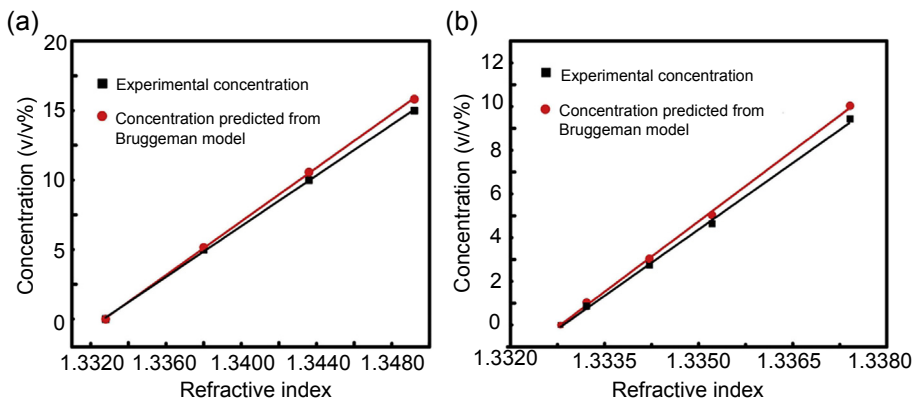 (a)
20
15
10
5
0
Concentration (v/v%)
Experimental concentration
Concentration predicted from
Bruggeman model
1.3320 1.3360 1.3400 1.3440 1.3480
Refractive index
(b)
12
10
8
6
4
2
0
Concentration (v/v%)
Experimental concentration
Concentration predicted from
Bruggeman model
1.3320 1.3335 1.3350 1.3365 1.3380
Refractive index